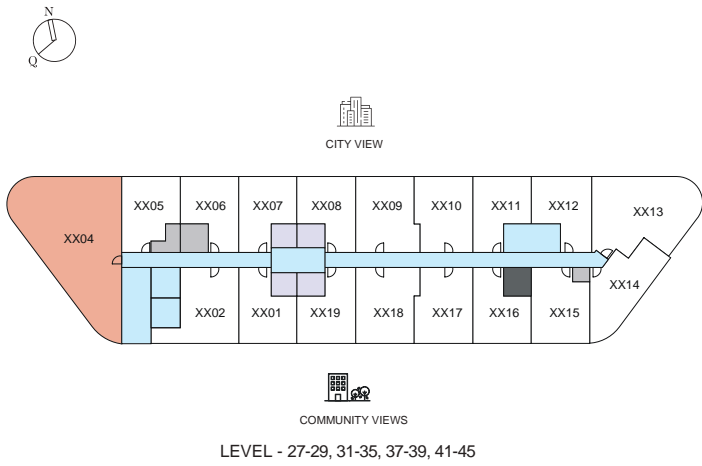 N
Q
CITY VIEW
XX04
XX05
XX06
XX07
XX08
XX09
XX10
XX11
XX12
XX13
XX14
XX02
XX01
XX19
XX18
XX17
XX16
XX15
COMMUNITY VIEWS
LEVEL - 27-29, 31-35, 37-39, 41-45